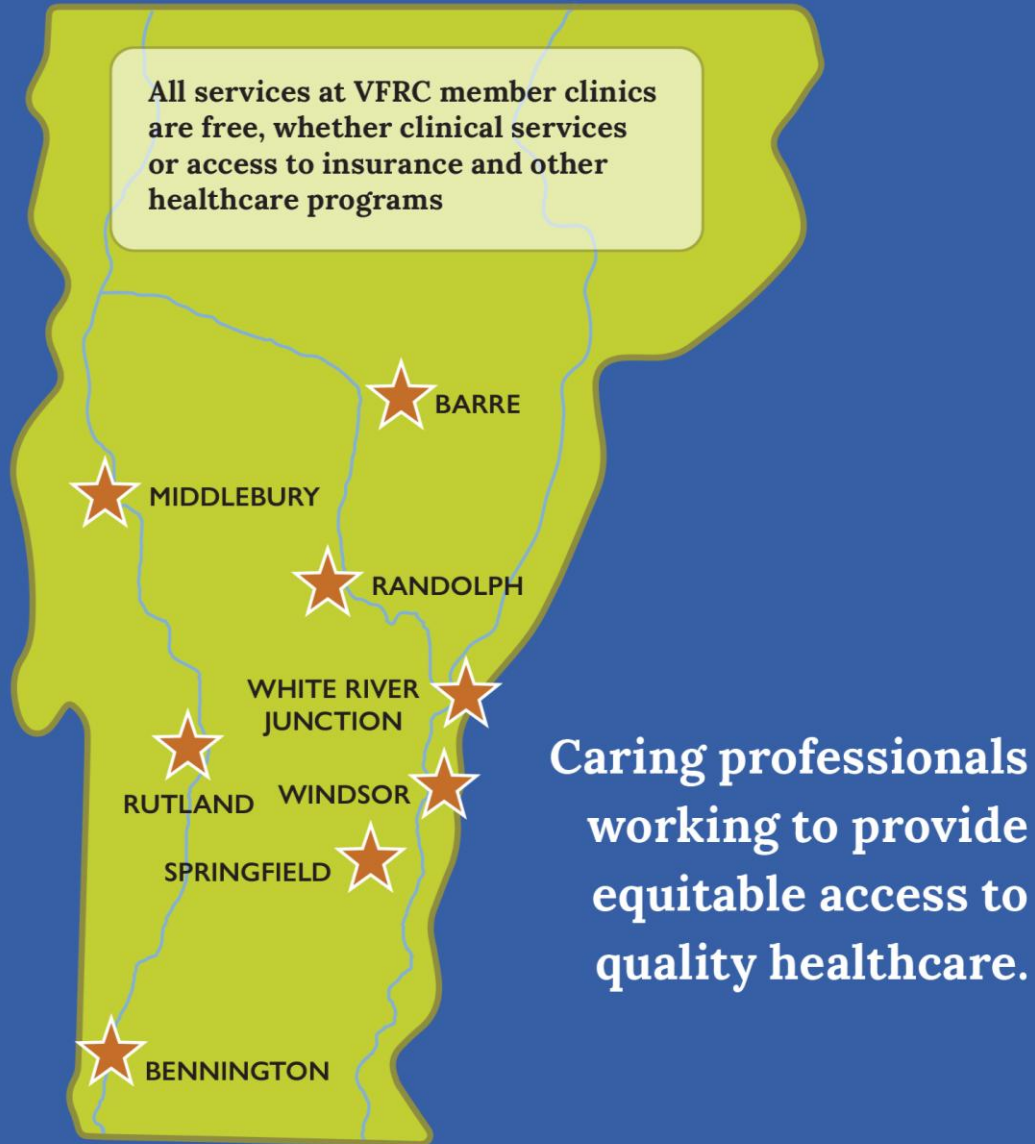 All services at VFRC member clinics
are free, whether clinical services
or access to insurance and other
healthcare programs
BARRE
MIDDLEBURY
RANDOLPH
WHITE RIVER
JUNCTION
RUTLAND
WINDSOR
SPRINGFIELD
BENNINGTON
Caring professionals
working to provide
equitable access to
quality healthcare.